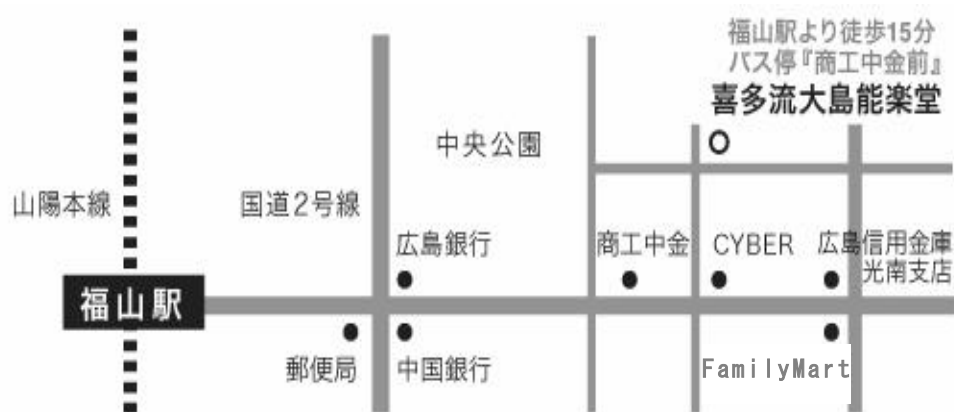 福山駅より徒歩15分
バス停『商工中金前』
喜多流大島能楽堂
中央公園
山陽本線
国道2号線
広島銀行
商工中金
CYBER
広島信用金庫
光南支店
福山駅
郵便局
中国銀行
FamilyMart